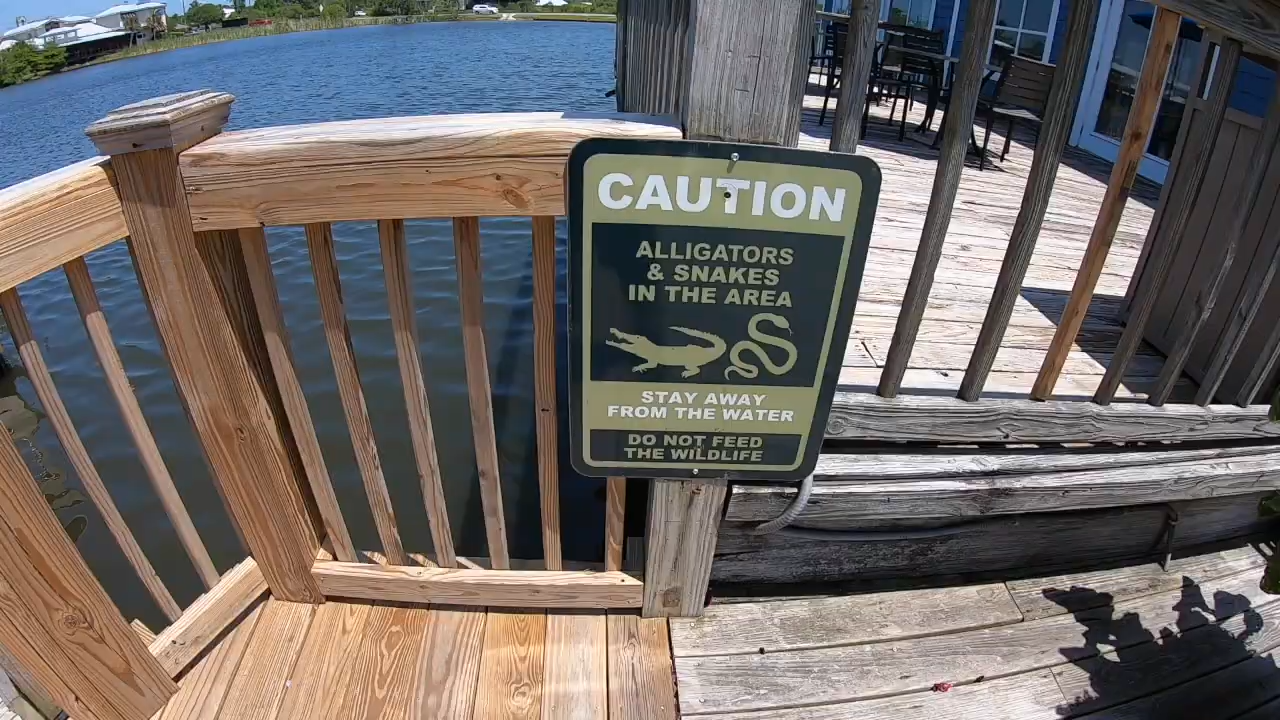 CAUTION
ALLIGATORS
& SNAKES
IN THE AREA
STAY AWAY
FROM THE WATER
DO NOT FEED
THE WILDLIFE